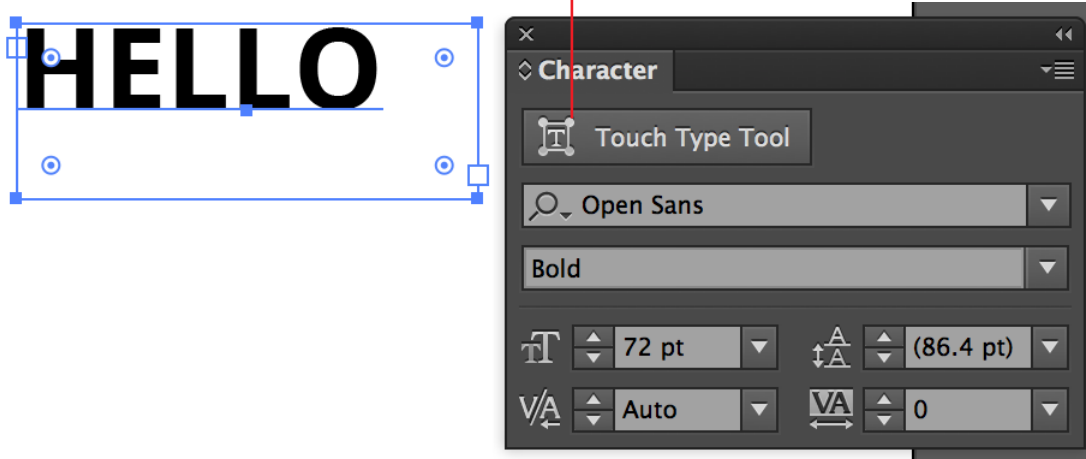 HELLO
Character
Touch Type Tool
Open Sans
Bold
72 pt
(86.4 pt)
Auto
0